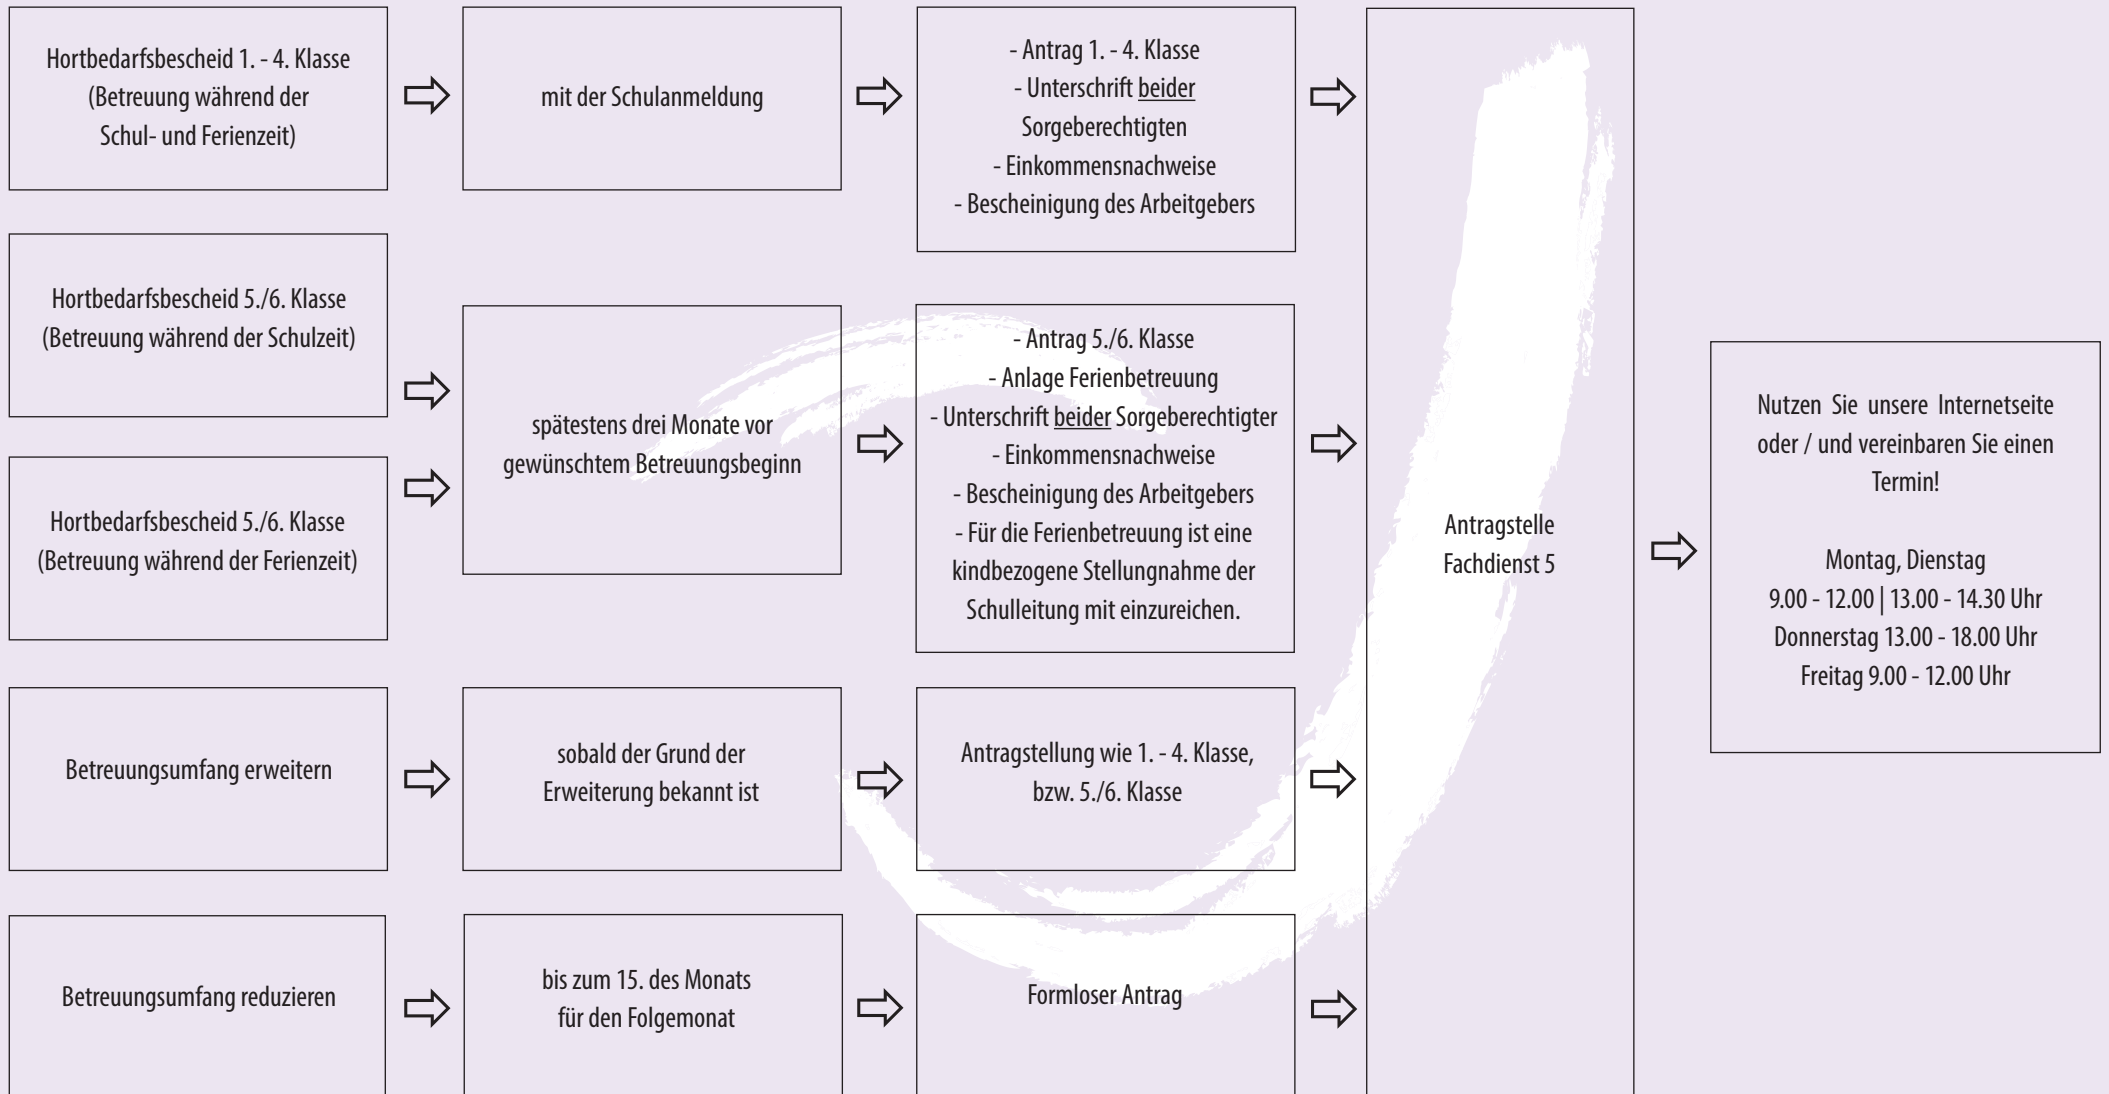 Hortbedarfsbescheid 1. - 4. Klasse
(Betreuung während der
Schul- und Ferienzeit)
mit der Schulanmeldung
- Antrag 1. - 4. Klasse
- Unterschrift beider
Sorgeberechtigten
- Einkommensnachweise
- Bescheinigung des Arbeitgebers
Hortbedarfsbescheid 5./6. Klasse
(Betreuung während der Schulzeit)
Hortbedarfsbescheid 5./6. Klasse
(Betreuung während der Ferienzeit)
spätestens drei Monate vor
gewünschtem Betreuungsbeginn
- Antrag 5./6. Klasse
- Anlage Ferienbetreuung
- Unterschrift beider Sorgeberechtigter
- Einkommensnachweise
- Bescheinigung des Arbeitgebers
- Für die Ferienbetreuung ist eine
kindbezogene Stellungnahme der
Schulleitung mit einzureichen.
Betreuungsumfang erweitern
sobald der Grund der
Erweiterung bekannt ist
Antragstellung wie 1. - 4. Klasse,
bzw. 5./6. Klasse
Betreuungsumfang reduzieren
bis zum 15. des Monats
für den Folgemonat
Formloser Antrag
Antragstelle
Fachdienst 5
Nutzen Sie unsere Internetseite
oder / und vereinbaren Sie einen
Termin!
Montag, Dienstag
9.00 - 12.00 | 13.00 - 14.30 Uhr
Donnerstag 13.00 - 18.00 Uhr
Freitag 9.00 - 12.00 Uhr